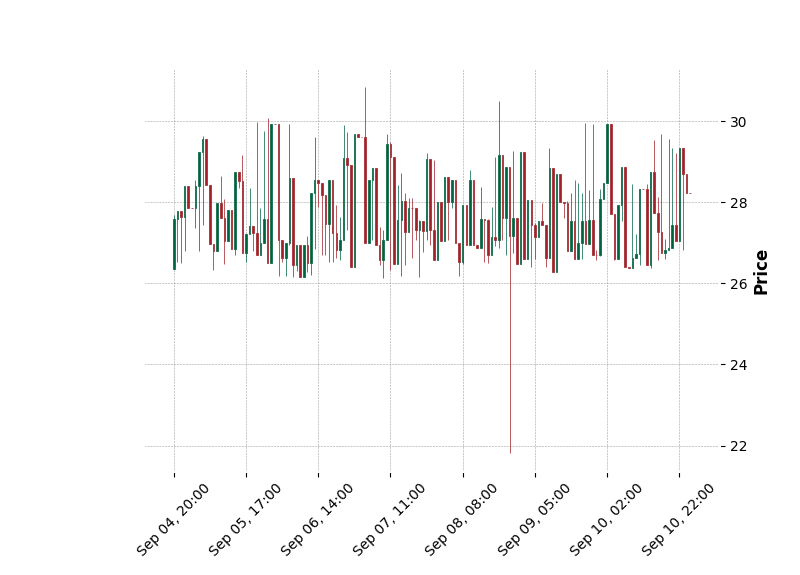 30
28
26
24
22
Price
Sep 04, 20:00
Sep 05, 17:00
Sep 06, 14:00
Sep 07, 11:00
Sep 08, 08:00
Sep 09, 05:00
Sep 10, 02:00
Sep 10, 22:00